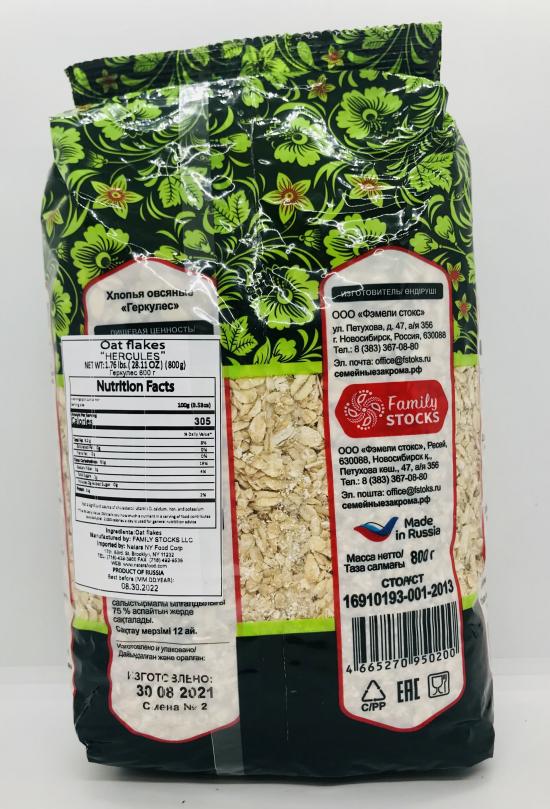 Хлопья овсяные
«Геркулес»
ПИЩЕВАЯ ЦЕННОСТЬ/
Oat flakes
"HERCULES"
NET WT:1.76 lbs.( 28.11 OZ ) (800g)
Геркулес 800 г
Nutrition Facts
Calories 305
% Daily Value*
Ingredients:Oat flakes
Manufactured by: FAMILY STOCKS LLC
Imported by: Natars NY Food Corp
PRODUCT OF RUSSIA
Best before (MM.DD.YEAR):
08.30.2022
75 % аспайтын жерде
сақталады.
Сақтау мерзімі 12 ай.
Изготовлено и упаковано/
Дайындалған және оралған:
ИЗГОТОВЛЕНО:
30 08 2021
Смена № 2
ИЗГОТОВИТЕЛЬ/ ӨНДІРУШІ
ООО «Фэмели стокс»
ул. Петухова, д. 47, а/я 356
г. Новосибирск, Россия, 630088
Тел.: 8 (383) 367-08-80
Эл. почта: office@fstoks.ru
семейныезакрома.рф
Family
STOCKS
ООО «Фэмели стокс», Ресей,
630088, Новосибирск қ.,
Петухова көш., 47, а/я 356
Тел.: 8 (383) 367-08-80
Эл. пошта: office@fstoks.ru
семейныезакрома.рф
Made
in Russia
Масса нетто/
Таза салмағы 800 г
СТО/СТ
16910193-001-2013
4 665270 950200
C/PP
EAC